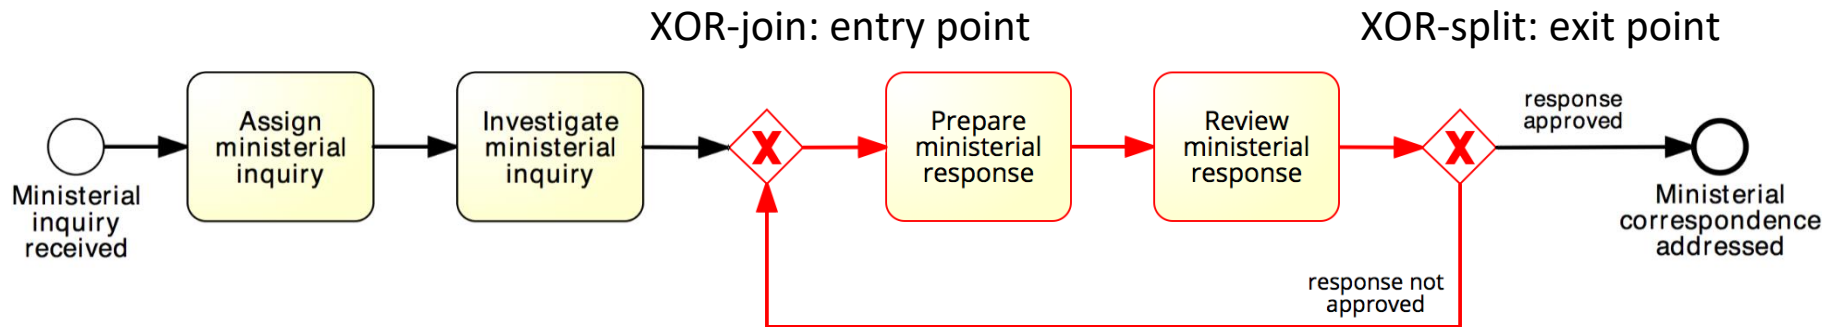 XOR-join: entry point
XOR-split: exit point
Ministerial
inquiry
received
Assign
ministerial
inquiry
Investigate
ministerial
inquiry
X
Prepare
ministerial
response
Review
ministerial
response
X
response
approved
response not
approved
Ministerial
correspondence
addressed